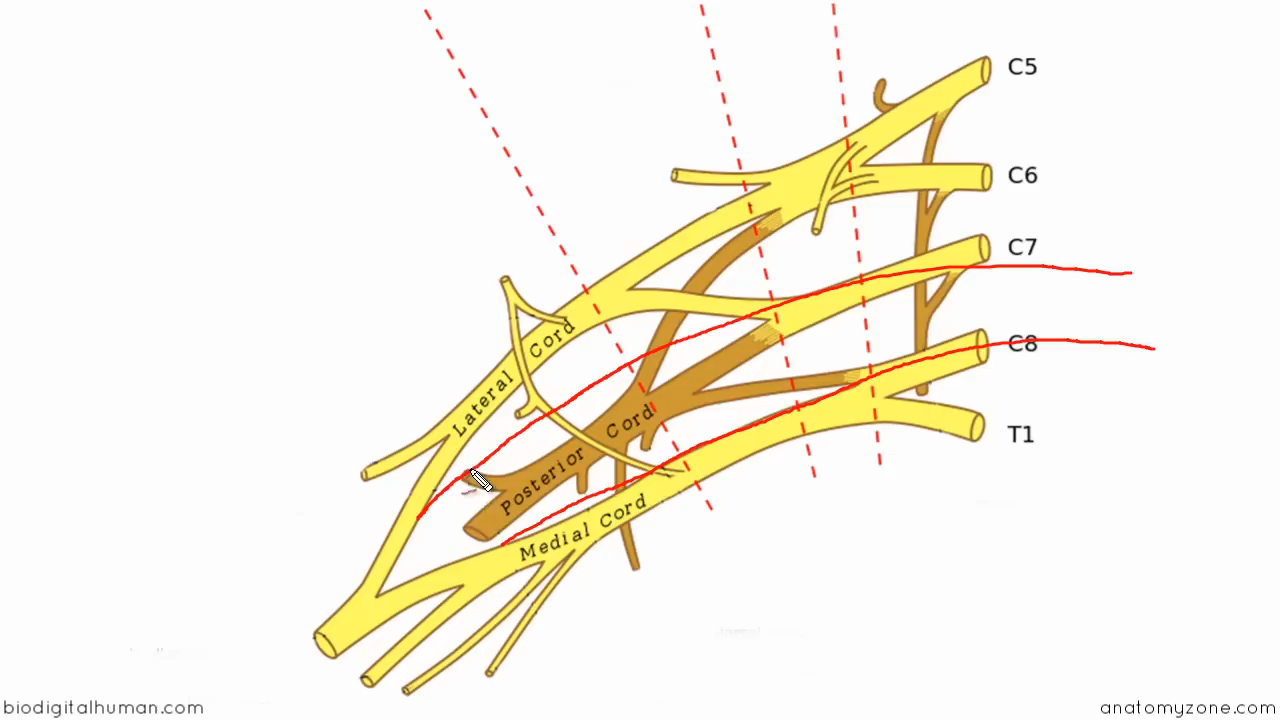 C5
C6
C7
C8
T1
Lateral Cord
Posterior Cord
Medial Cord
biodigitalhuman.com
anatomyzone.com